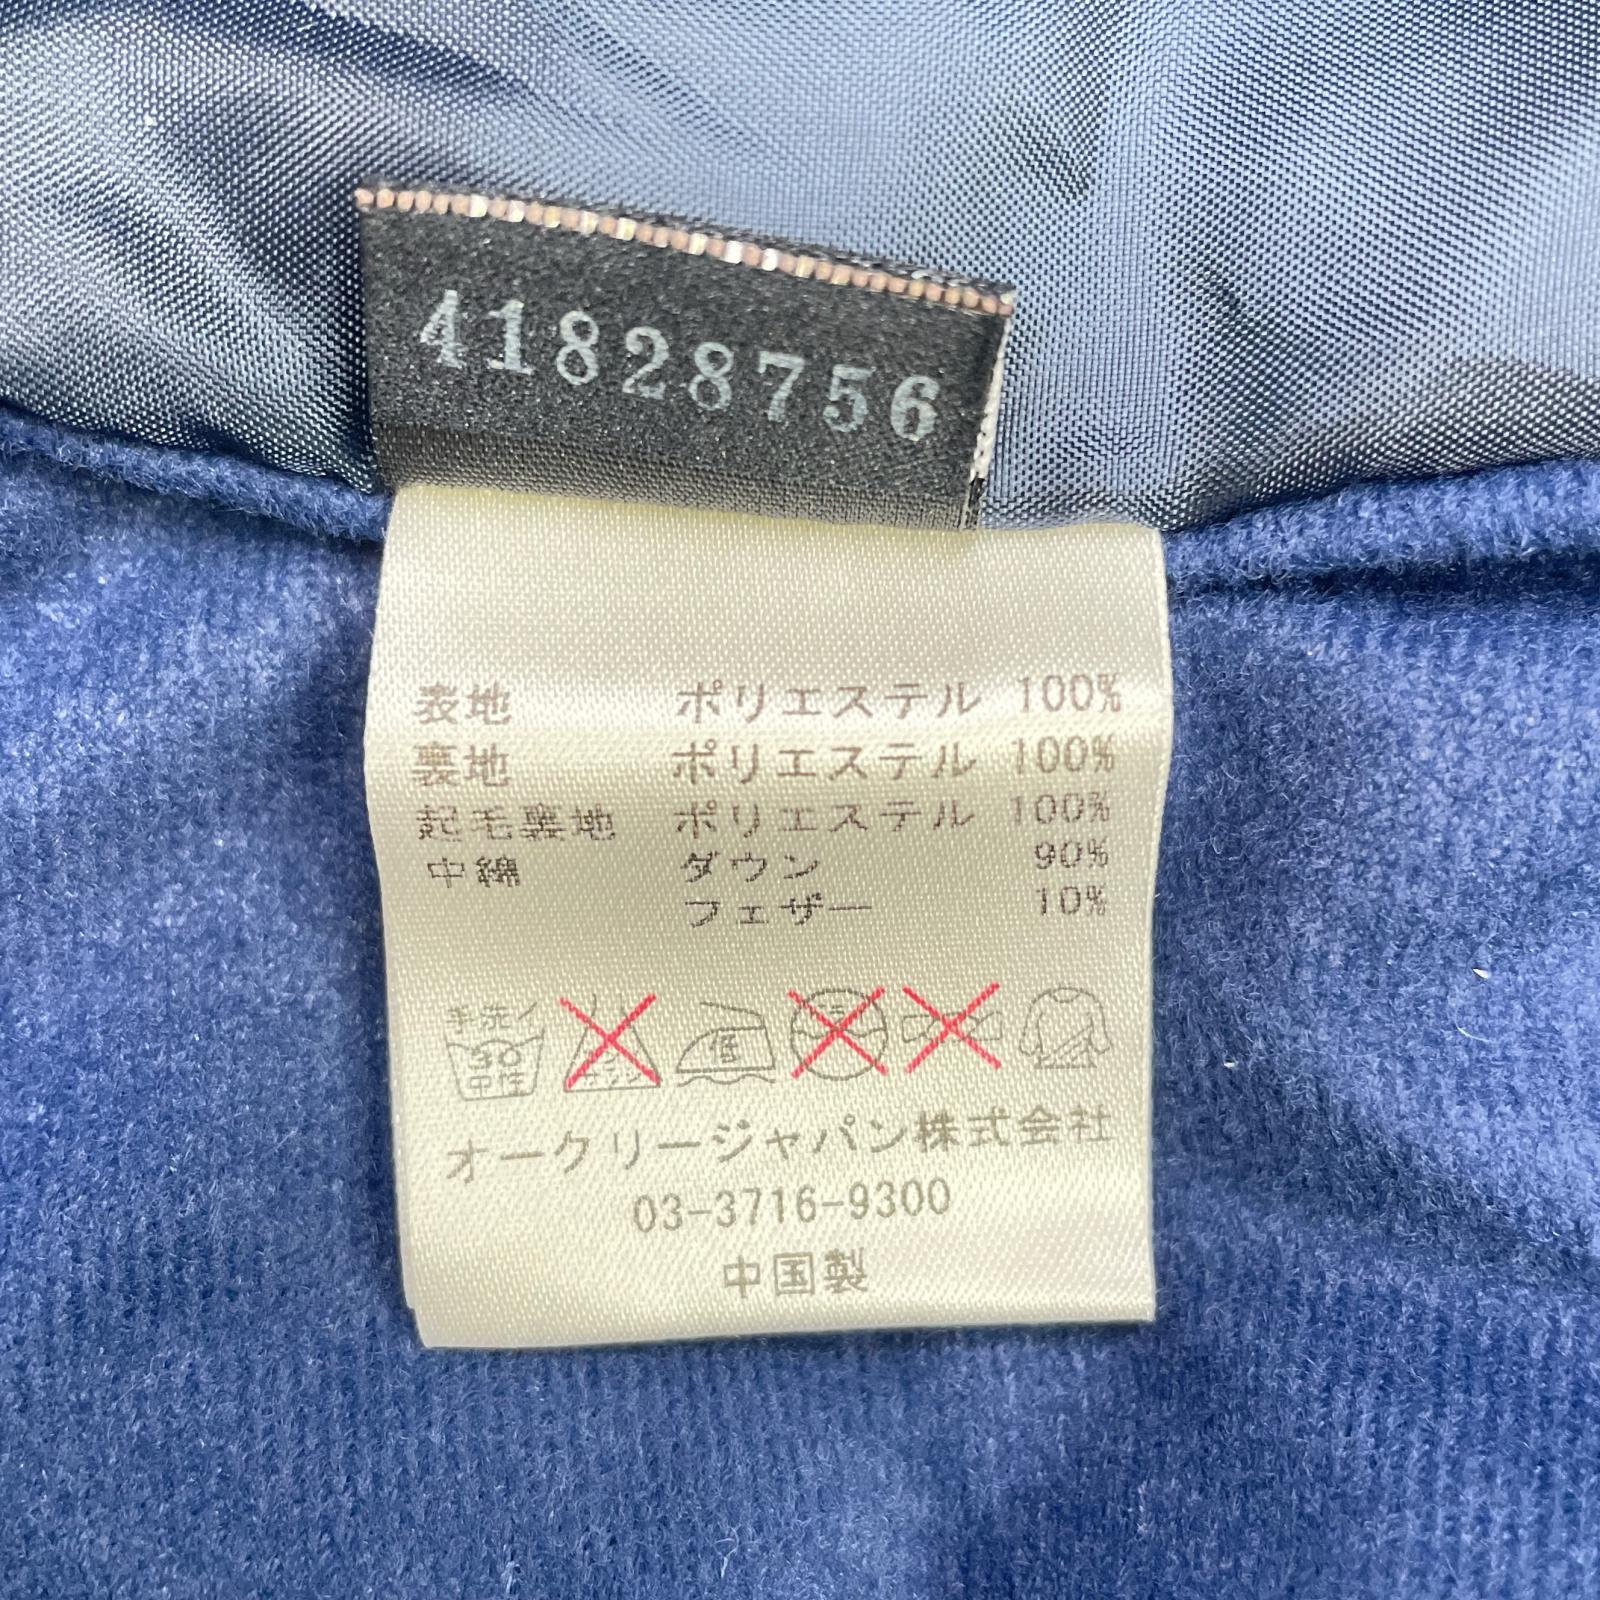 41828756
表地 ポリエステル 100%
裏地 ポリエステル 100%
起毛裏地 ポリエステル 100%
中綿 ダウン 90%
フェザー 10%
手洗イ
30
中性
低
オークリージャパン株式会社
03-3716-9300
中国製